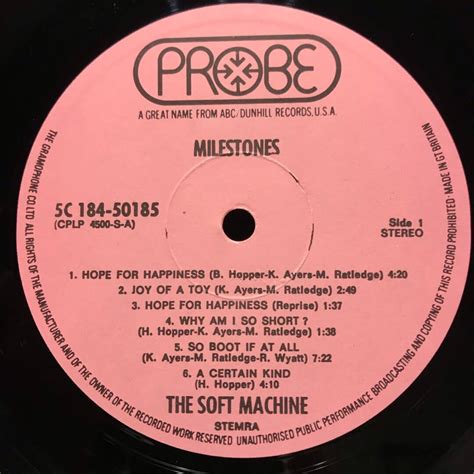 PROBE
A GREAT NAME FROM ABC/DUNHILL RECORDS, U.S.A.
MILESTONES
5C 184-50185
(CPLP 4500-S-A)
Side 1
STEREO
1. HOPE FOR HAPPINESS (B. Hopper-K. Ayers-M. Ratledge) 4:20
2. JOY OF A TOY (K. Ayers-M. Ratledge) 2:49
3. HOPE FOR HAPPINESS (Reprise) 1:37
4. WHY AM I SO SHORT ?
(H. Hopper-K. Ayers-M. Ratledge) 1:38
5. SO BOOT IF AT ALL
(K. Ayers-M. Ratledge-R. Wyatt) 7:22
6. A CERTAIN KIND
(H. Hopper) 4:10
THE SOFT MACHINE
STEMRA
THE GRAMOPHONE CO LTD ALL RIGHTS OF THE MANUFACTURER AND OF THE OWNER OF THE RECORDED WORK RESERVED UNAUTHORISED PUBLIC PERFORMANCE BROADCASTING AND COPYING OF THIS RECORD PROHIBITED · MADE IN GT BRITAIN